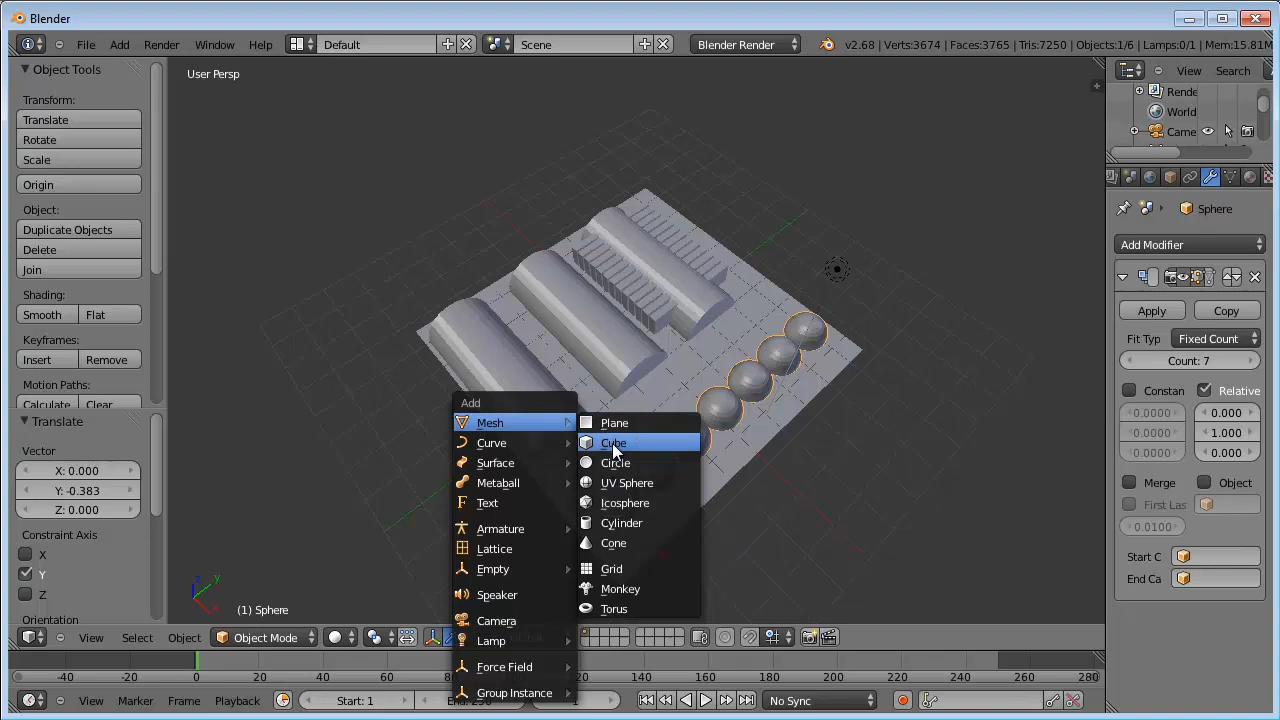 Blender
File Add Render Window Help Default Scene Blender Render v2.68 | Verts:3674 | Faces:3765 | Tris:7250 | Objects:1/6 | Lamps:0/1 | Mem:15.81M
Object Tools
Transform:
Translate
Rotate
Scale
Origin
Object:
Duplicate Objects
Delete
Join
Shading:
Smooth Flat
Keyframes:
Insert Remove
Motion Paths:
Calculate Clear
Translate
Vector
X: 0.000
Y: -0.383
Z: 0.000
Constraint Axis
X
Y
Z
Orientation
User Persp
z y x
(1) Sphere
Add
Mesh
Curve
Surface
Metaball
Text
Armature
Lattice
Empty
Speaker
Camera
Lamp
Force Field
Group Instance
Plane
Cube
Circle
UV Sphere
Icosphere
Cylinder
Cone
Grid
Monkey
Torus
View Search
Rende
World
Came
Sphere
Add Modifier
Apply Copy
Fit Type Fixed Count
Count: 7
Constan Relative
0.0000 0.000
0.0000 1.000
0.0000 0.000
Merge Object
First Las
0.0100
Start C
End Ca
View Select Object Object Mode
-40 -20 0 20 40 60 80 120 140 160 180 200 220 240 260 280
View Marker Frame Playback Start: 1 1 No Sync